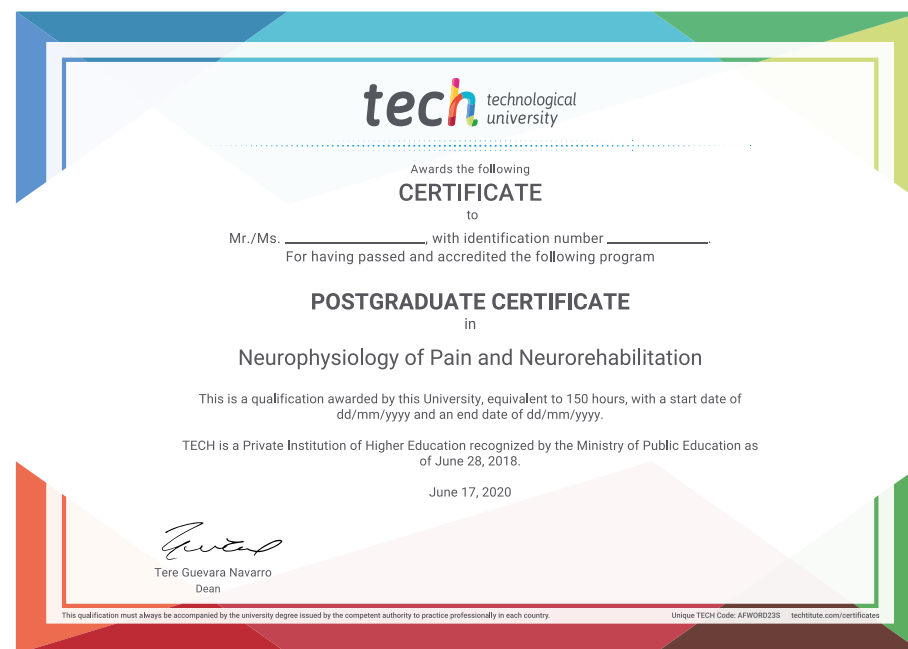 tech technological
university
Awards the following
CERTIFICATE
to
Mr./Ms. ____________________, with identification number ______________.
For having passed and accredited the following program
POSTGRADUATE CERTIFICATE
in
Neurophysiology of Pain and Neurorehabilitation
This is a qualification awarded by this University, equivalent to 150 hours, with a start date of
dd/mm/yyyy and an end date of dd/mm/yyyy.
TECH is a Private Institution of Higher Education recognized by the Ministry of Public Education as
of June 28, 2018.
June 17, 2020
Tere Guevara Navarro
Dean
This qualification must always be accompanied by the university degree issued by the competent authority to practice professionally in each country.
Unique TECH Code: AFWORD23S techtitute.com/certificates